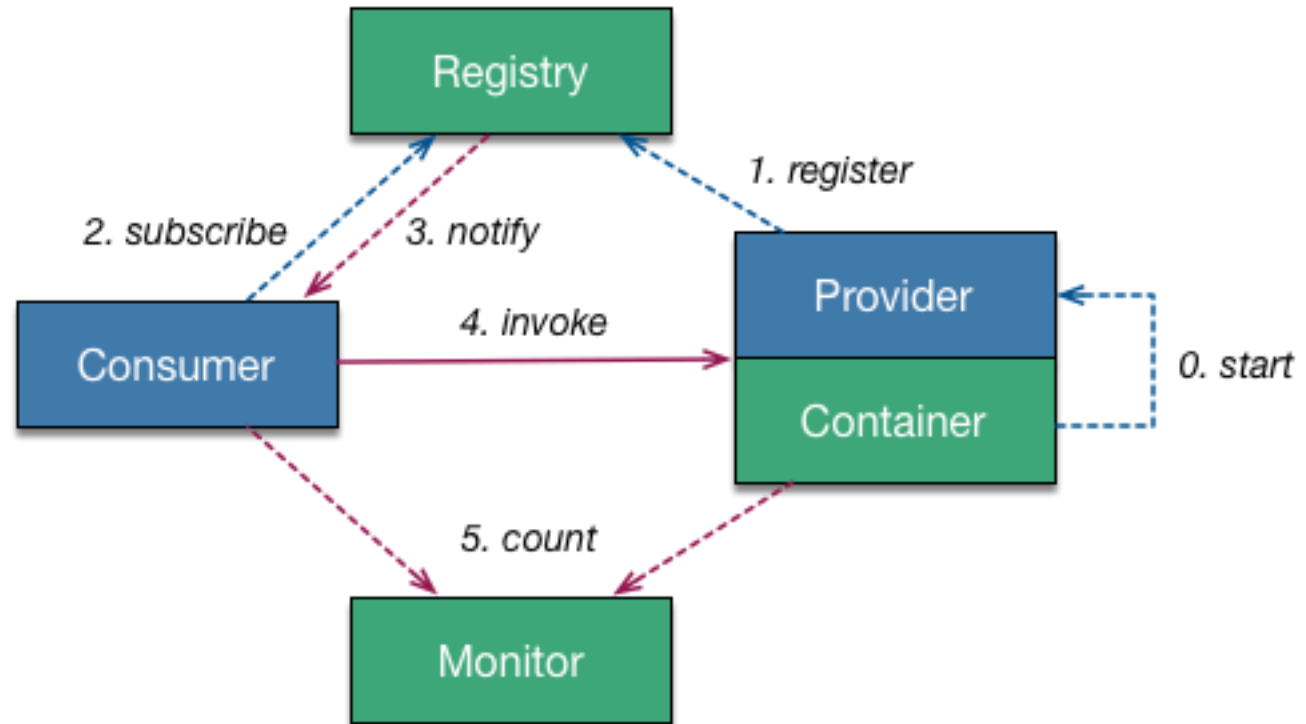 Registry
1. register
2. subscribe
3. notify
Provider
4. invoke
Consumer
0. start
Container
5. count
Monitor